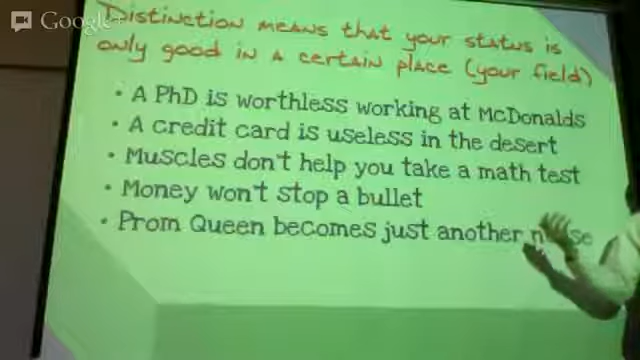 Google+
Distinction means that your status is
only good in a certain place (your field)
• A PhD is worthless working at McDonalds
• A credit card is useless in the desert
• Muscles don't help you take a math test
• Money won't stop a bullet
• Prom Queen becomes just another